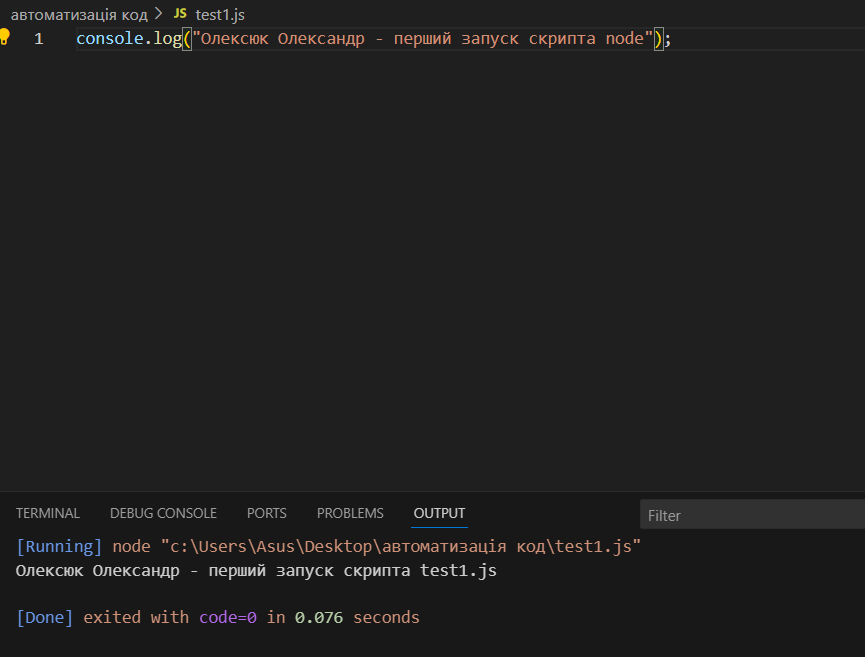 автоматизація код > JS test1.js
1 console.log("Олексюк Олександр - перший запуск скрипта node");
TERMINAL DEBUG CONSOLE PORTS PROBLEMS OUTPUT Filter
[Running] node "c:\Users\Asus\Desktop\автоматизація код\test1.js"
Олексюк Олександр - перший запуск скрипта test1.js
[Done] exited with code=0 in 0.076 seconds